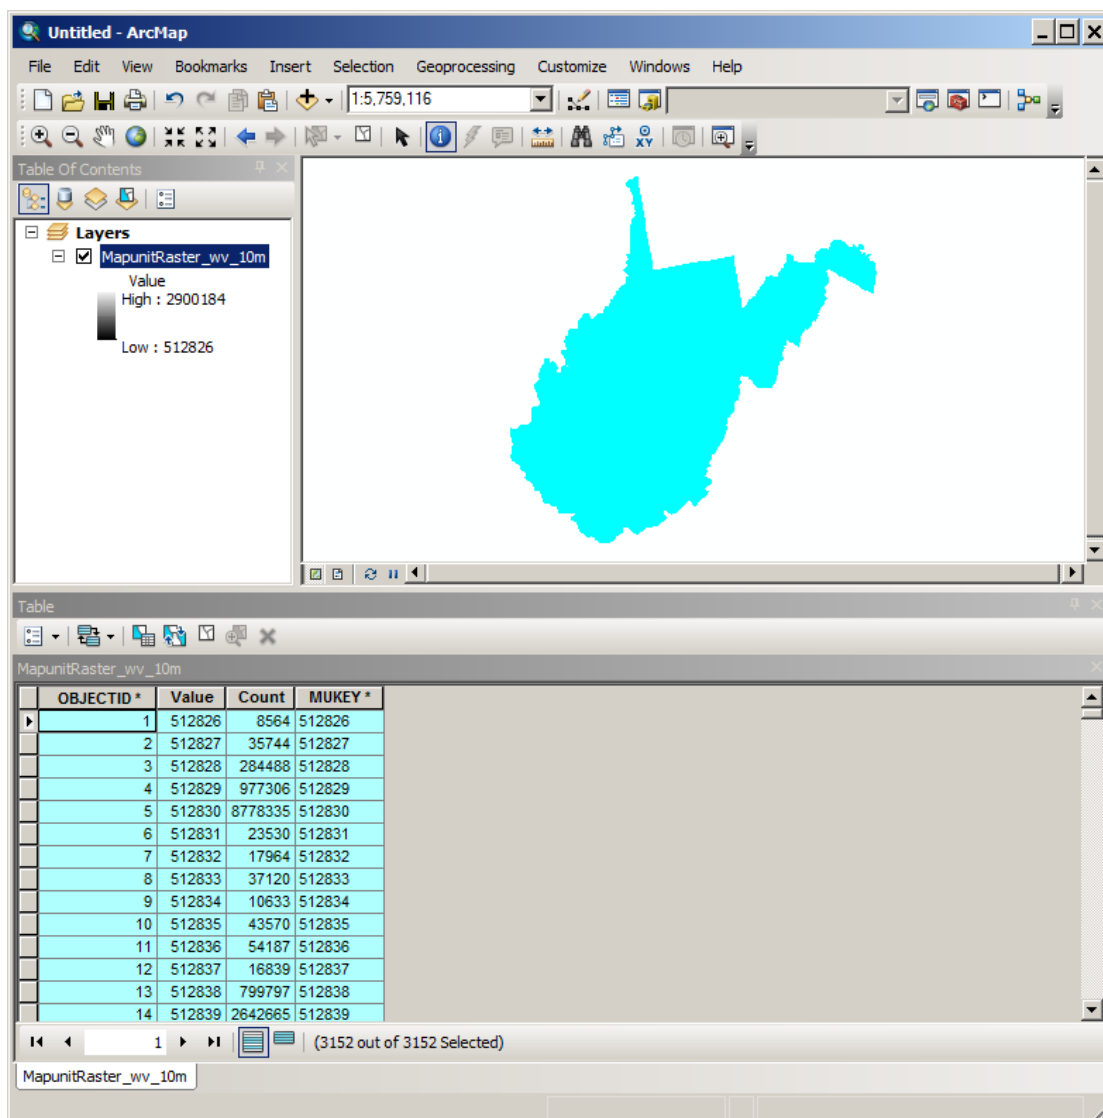 Untitled - ArcMap
File Edit View Bookmarks Insert Selection Geoprocessing Customize Windows Help
1:5,759,116
XY
Table Of Contents
Layers
MapunitRaster_wv_10m
Value
High : 2900184
Low : 512826
Table
MapunitRaster_wv_10m
OBJECTID * Value Count MUKEY *
1 512826 8564 512826
2 512827 35744 512827
3 512828 284488 512828
4 512829 977306 512829
5 512830 8778335 512830
6 512831 23530 512831
7 512832 17964 512832
8 512833 37120 512833
9 512834 10633 512834
10 512835 43570 512835
11 512836 54187 512836
12 512837 16839 512837
13 512838 799797 512838
14 512839 2642665 512839
1 (3152 out of 3152 Selected)
MapunitRaster_wv_10m